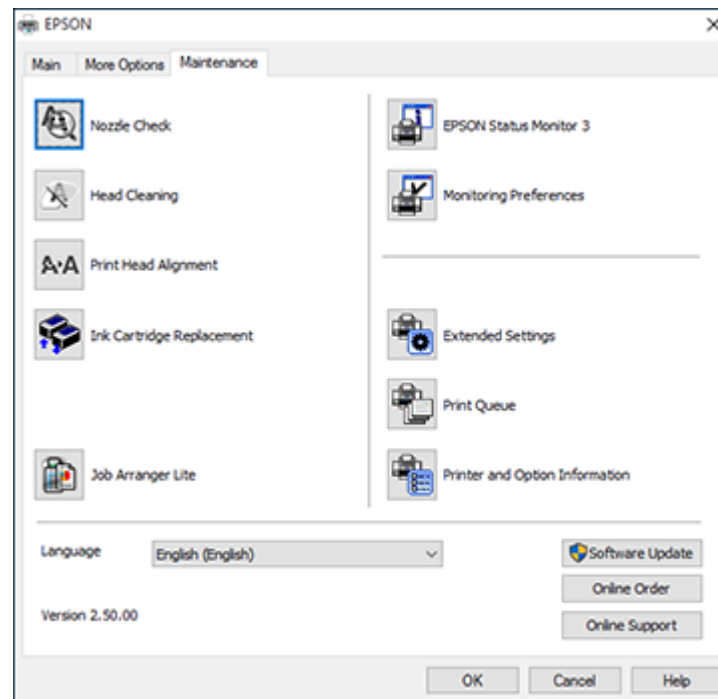 EPSON
Main More Options Maintenance
Nozzle Check
Head Cleaning
A·A Print Head Alignment
Ink Cartridge Replacement
Job Arranger Lite
EPSON Status Monitor 3
Monitoring Preferences
Extended Settings
Print Queue
Printer and Option Information
Language English (English)
Software Update
Online Order
Version 2.50.00
Online Support
OK Cancel Help